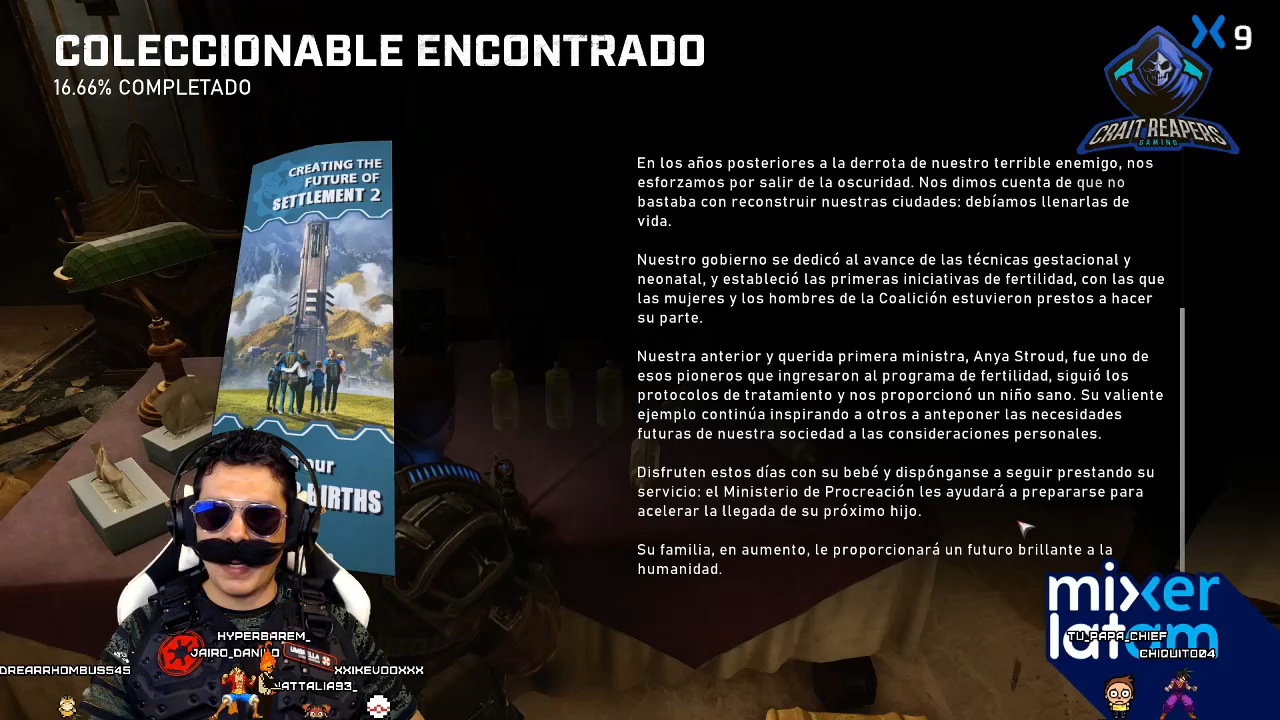 COLECCIONABLE ENCONTRADO
16.66% COMPLETADO
9
CRAIT REAPERS
GAMING
CREATING THE
FUTURE OF
SETTLEMENT 2
BIRTHS
En los años posteriores a la derrota de nuestro terrible enemigo, nos
esforzamos por salir de la oscuridad. Nos dimos cuenta de que no
bastaba con reconstruir nuestras ciudades: debíamos llenarlas de
vida.
Nuestro gobierno se dedicó al avance de las técnicas gestacional y
neonatal, y estableció las primeras iniciativas de fertilidad, con las que
las mujeres y los hombres de la Coalición estuvieron prestos a hacer
su parte.
Nuestra anterior y querida primera ministra, Anya Stroud, fue uno de
esos pioneros que ingresaron al programa de fertilidad, siguió los
protocolos de tratamiento y nos proporcionó un niño sano. Su valiente
ejemplo continúa inspirando a otros a anteponer las necesidades
futuras de nuestra sociedad a las consideraciones personales.
Disfruten estos días con su bebé y dispónganse a seguir prestando su
servicio: el Ministerio de Procreación les ayudará a prepararse para
acelerar la llegada de su próximo hijo.
Su familia, en aumento, le proporcionará un futuro brillante a la
humanidad.
mixer
latam
TU_PAPA_CHIEF
CHIQUITO04
HYPERBAREM_
JAIRO_DANILO
UMBRELLA
DREARRHOMBUS545
XXIKEVOOXXX
NATTALIA93_